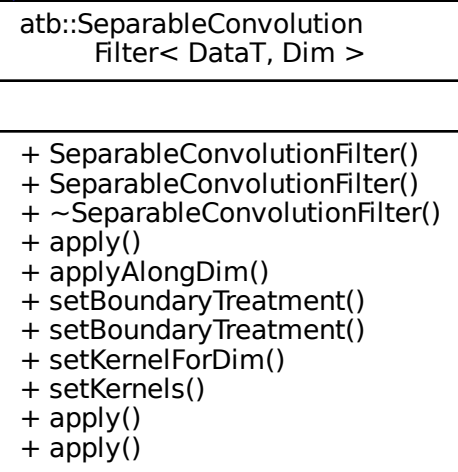 atb::SeparableConvolution
Filter< DataT, Dim >
+ SeparableConvolutionFilter()
+ SeparableConvolutionFilter()
+ ~SeparableConvolutionFilter()
+ apply()
+ applyAlongDim()
+ setBoundaryTreatment()
+ setBoundaryTreatment()
+ setKernelForDim()
+ setKernels()
+ apply()
+ apply()